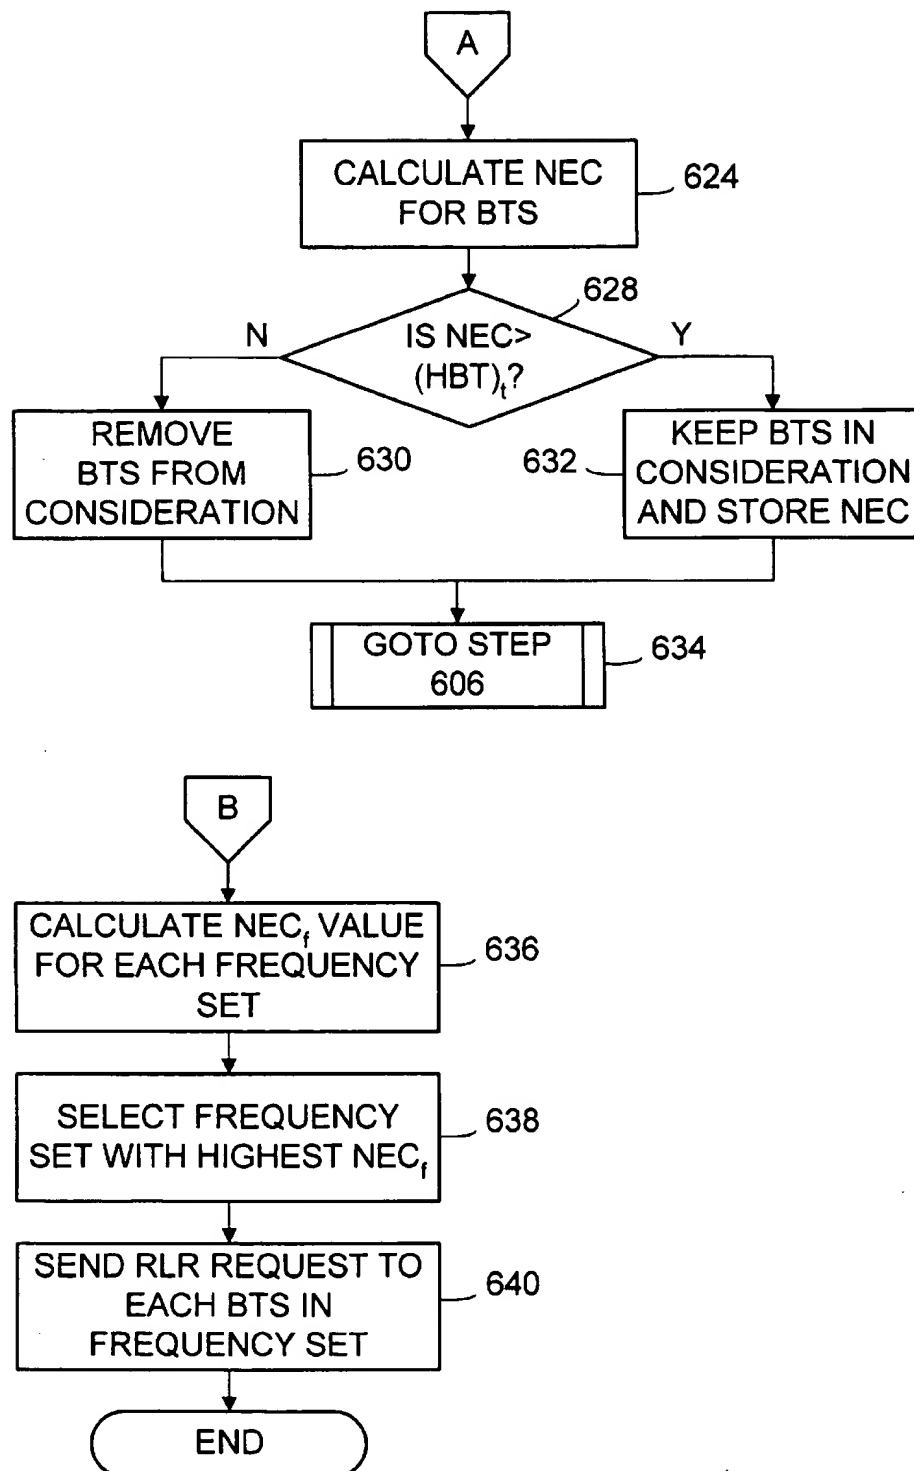 A
CALCULATE NEC
FOR BTS
624
628
N
IS NEC>
(HBT)t?
Y
REMOVE
BTS FROM
CONSIDERATION
630
632
KEEP BTS IN
CONSIDERATION
AND STORE NEC
GOTO STEP
606
634
B
CALCULATE NECf VALUE
FOR EACH FREQUENCY
SET
636
SELECT FREQUENCY
SET WITH HIGHEST NECf
638
SEND RLR REQUEST TO
EACH BTS IN
FREQUENCY SET
640
END